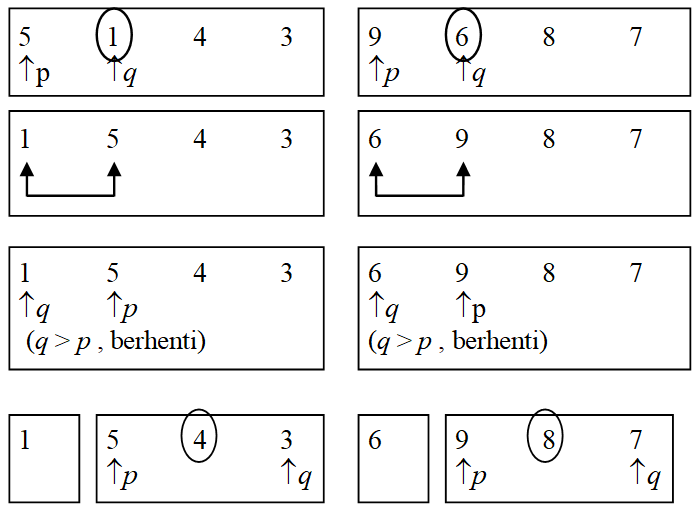 5 1 4 3
↑p ↑q
9 6 8 7
↑p ↑q
1 5 4 3
6 9 8 7
1 5 4 3
↑q ↑p
(q > p , berhenti)
6 9 8 7
↑q ↑p
(q > p , berhenti)
1
5 4 3
↑p ↑q
6
9 8 7
↑p ↑q